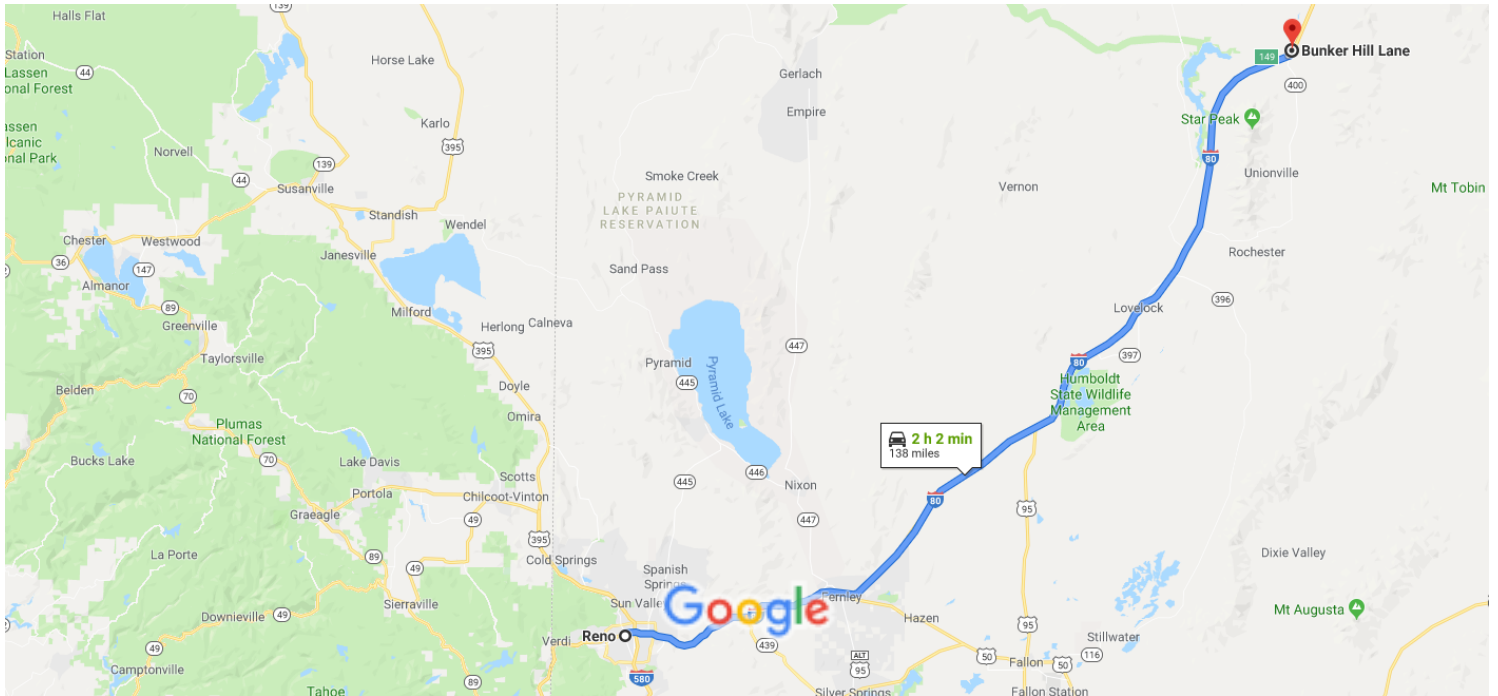 Halls Flat
139
Station
44
Lassen
onal Forest
Horse Lake
Gerlach
Empire
149
Bunker Hill Lane
400
Star Peak
assen
olcanic
onal Park
Karlo
395
Norvell
139
80
44
Susanville
Smoke Creek
Vernon
Unionville
Mt Tobin
PYRAMID
LAKE PAIUTE
RESERVATION
Standish
Wendel
Chester
Westwood
36
147
Janesville
Rochester
Almanor
Sand Pass
89
Milford
Herlong
Calneva
Lovelock
396
Greenville
395
447
397
Taylorsville
Pyramid
Pyramid Lake
80
445
Doyle
Humboldt
State Wildlife
Management
Area
Belden
70
Omira
Plumas
National Forest
2 h 2 min
138 miles
Bucks Lake
70
Lake Davis
Scotts
446
445
Nixon
Portola
Chilcoot-Vinton
80
Graeagle
49
447
95
395
La Porte
89
Cold Springs
Spanish
Springs
Dixie Valley
49
Sierraville
Sun Valley
Google
Fernley
Downieville
49
Hazen
Mt Augusta
Reno
Verdi
439
95
Stillwater
49
ALT
95
50
Fallon
50
116
Camptonville
580
Tahoe
Silver Springs
Fallon Station